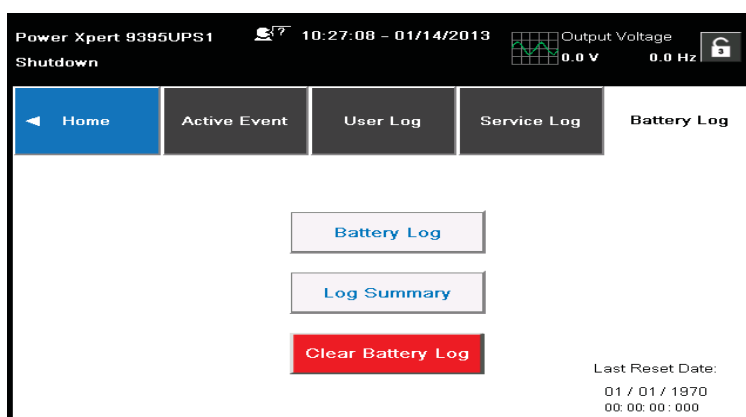 Power Xpert 9395UPS1
? 10:27:08 - 01/14/2013
Output Voltage
Shutdown
0.0 V 0.0 Hz
3
Home
Active Event
User Log
Service Log
Battery Log
Battery Log
Log Summary
Clear Battery Log
Last Reset Date:
01 / 01 / 1970
00: 00: 00 : 000